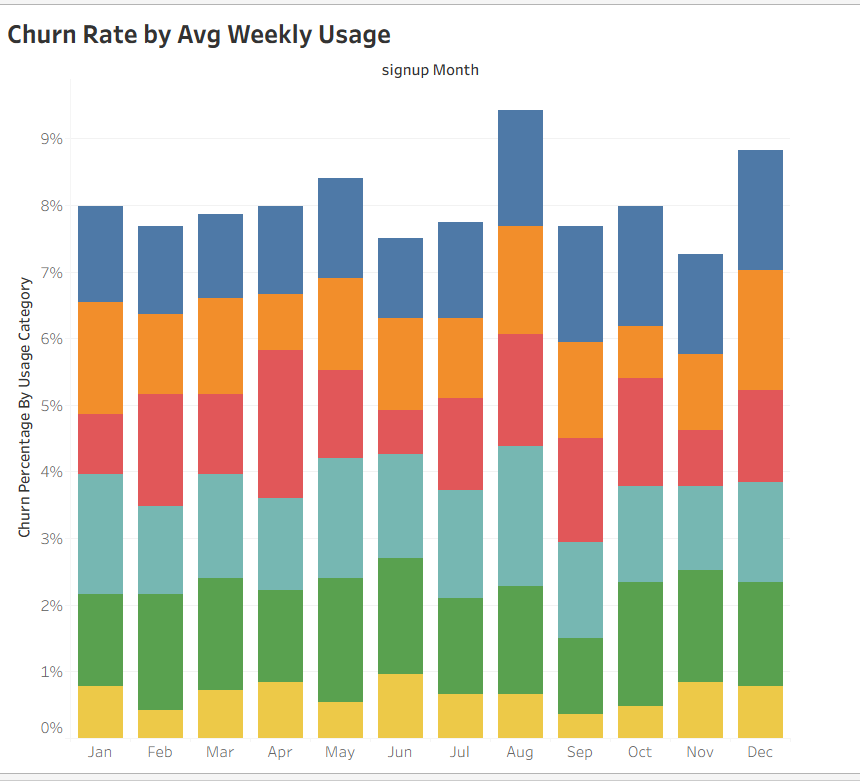 Churn Rate by Avg Weekly Usage
signup Month
Churn Percentage By Usage Category
9%
8%
7%
6%
5%
4%
3%
2%
1%
0%
Jan Feb Mar Apr May Jun Jul Aug Sep Oct Nov Dec